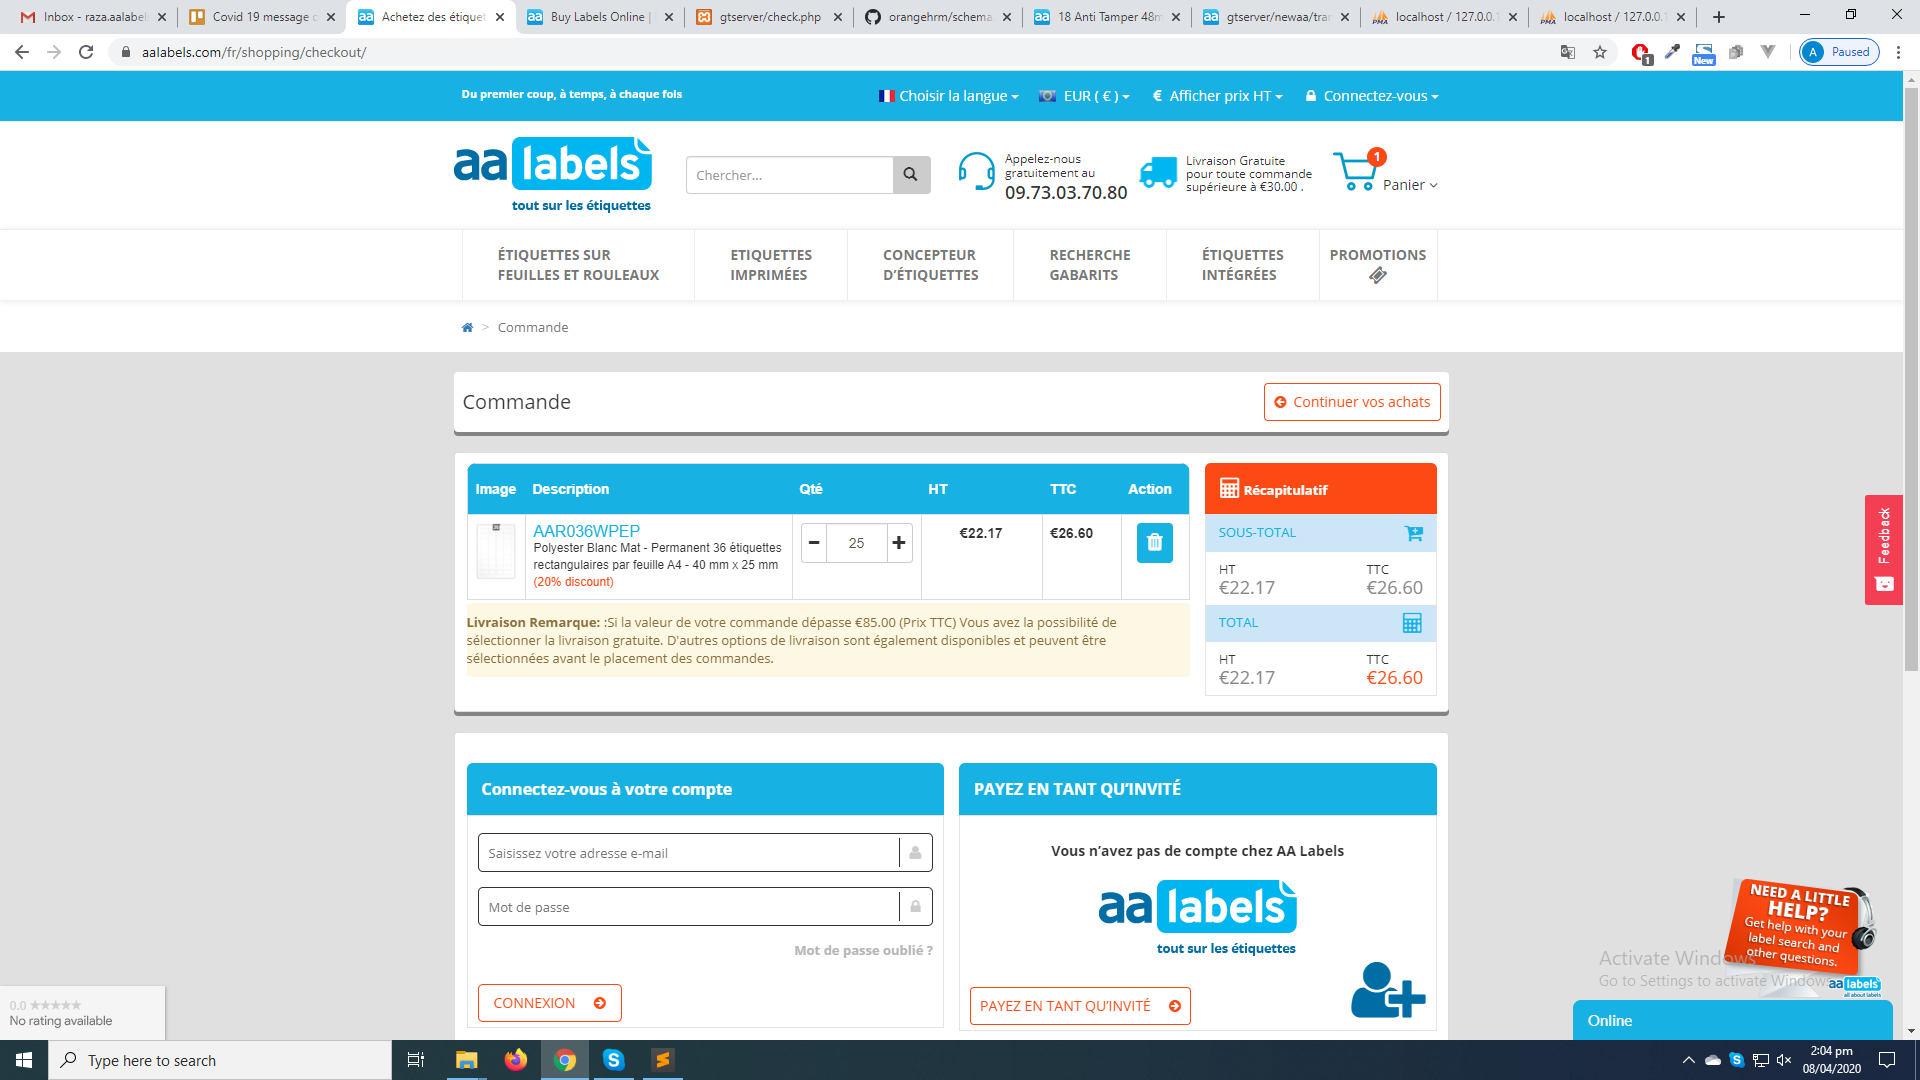 Inbox - raza.aalabel
Covid 19 message
Achetez des étiquet
Buy Labels Online |
gtserver/check.php
orangehrm/schema
18 Anti Tamper 48m
gtserver/newaa/trar
localhost / 127.0.0.1
localhost / 127.0.0.1
aalabels.com/fr/shopping/checkout/
1
New
A Paused
Du premier coup, à temps, à chaque fois
Choisir la langue
EUR ( € )
€ Afficher prix HT
Connectez-vous
aa labels
tout sur les étiquettes
Chercher...
Appelez-nous
gratuitement au
09.73.03.70.80
Livraison Gratuite
pour toute commande
supérieure à €30.00 .
1
Panier
ÉTIQUETTES SUR
FEUILLES ET ROULEAUX
ETIQUETTES
IMPRIMÉES
CONCEPTEUR
D’ÉTIQUETTES
RECHERCHE
GABARITS
ÉTIQUETTES
INTÉGRÉES
PROMOTIONS
> Commande
Commande
Continuer vos achats
Image Description Qté HT TTC Action
AAR036WPEP
Polyester Blanc Mat - Permanent 36 étiquettes
rectangulaires par feuille A4 - 40 mm x 25 mm
(20% discount)
25
€22.17
€26.60
Livraison Remarque: :Si la valeur de votre commande dépasse €85.00 (Prix TTC) Vous avez la possibilité de
sélectionner la livraison gratuite. D'autres options de livraison sont également disponibles et peuvent être
sélectionnées avant le placement des commandes.
Récapitulatif
SOUS-TOTAL
HT TTC
€22.17 €26.60
TOTAL
HT TTC
€22.17 €26.60
Feedback
Connectez-vous à votre compte
Saisissez votre adresse e-mail
Mot de passe
Mot de passe oublié ?
CONNEXION
PAYEZ EN TANT QU’INVITÉ
Vous n’avez pas de compte chez AA Labels
aa labels
tout sur les étiquettes
PAYEZ EN TANT QU’INVITÉ
NEED A LITTLE
HELP?
Get help with your
label search and
other questions.
aa labels
all about labels
Activate Windows
Go to Settings to activate Windows
Online
0.0 ★★★★★
No rating available
Type here to search
2:04 pm
08/04/2020